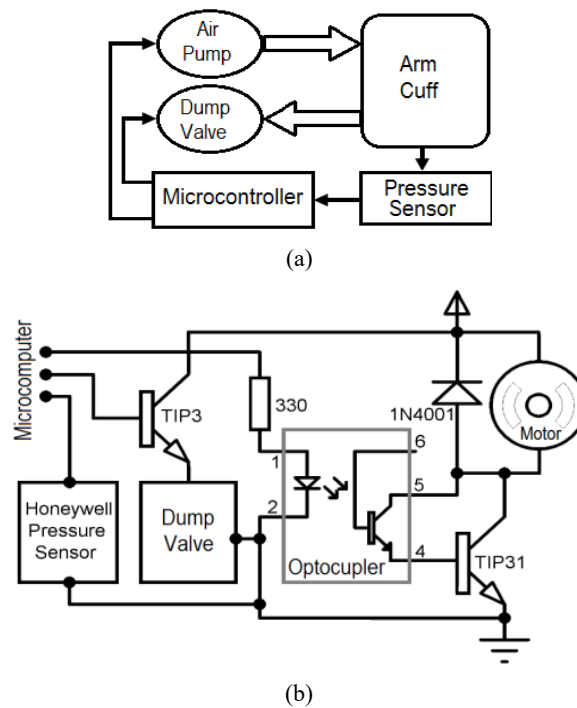 Air
Pump
Arm
Cuff
Dump
Valve
Microcontroller
Pressure
Sensor
(a)
Microcomputer
TIP3
330
1N4001
Motor
1
6
Honeywell
Pressure
Sensor
Dump
Valve
2
5
4
Optocupler
TIP31
(b)